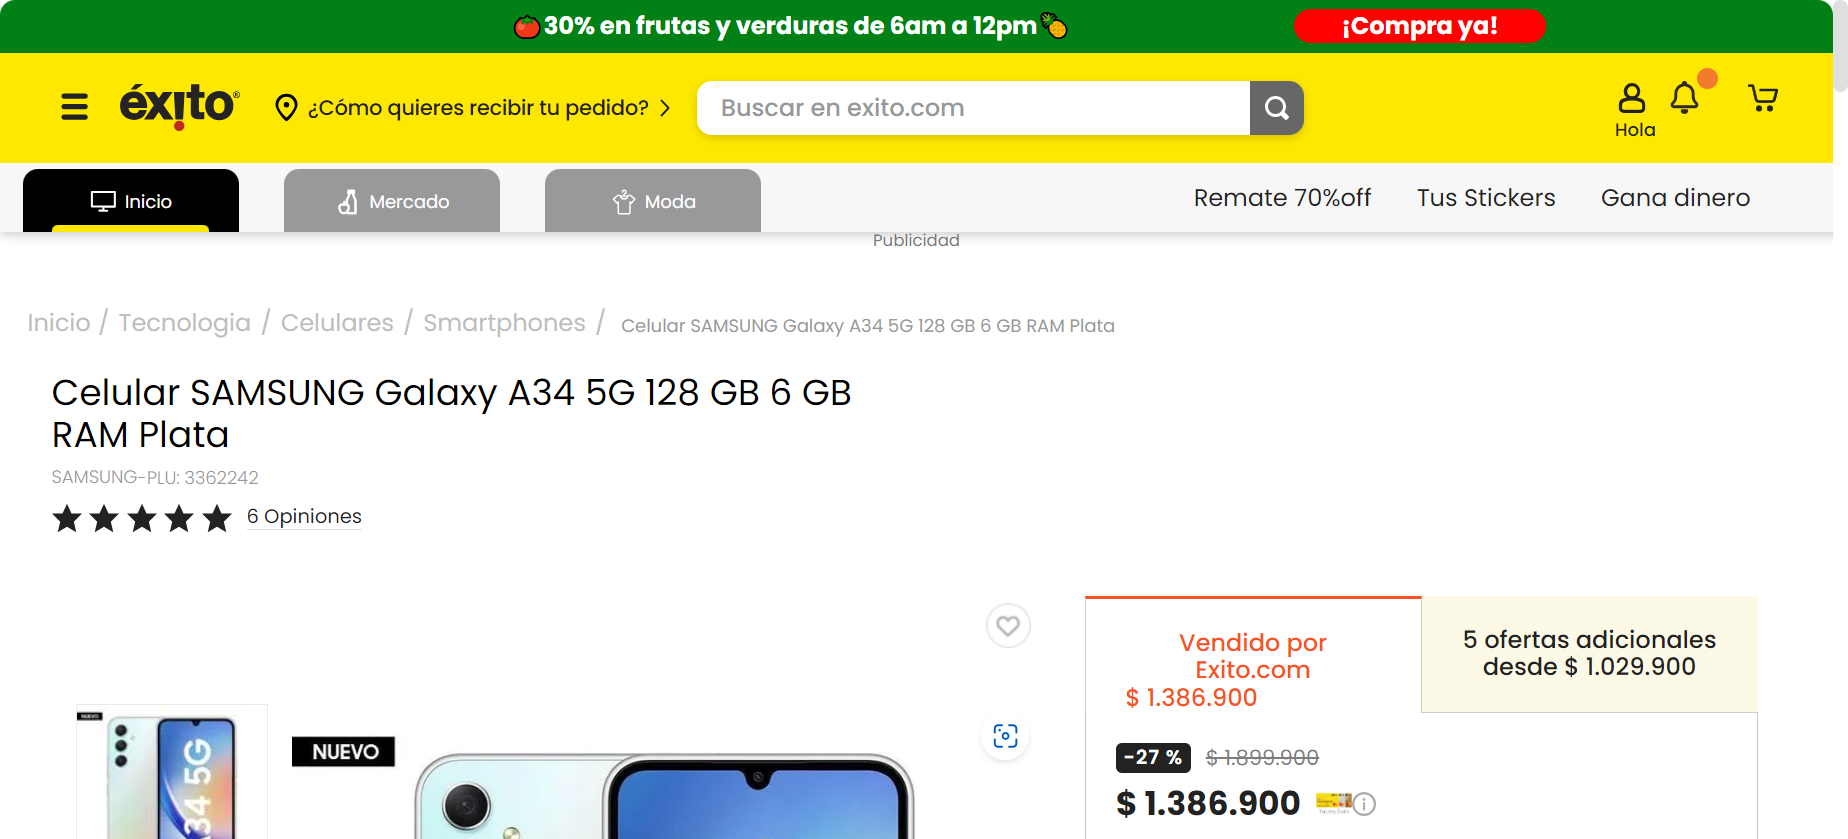 🍅30% en frutas y verduras de 6am a 12pm🍍
¡Compra ya!
éxito®
¿Cómo quieres recibir tu pedido?
Buscar en exito.com
Hola
Inicio
Mercado
Moda
Remate 70%off
Tus Stickers
Gana dinero
Publicidad
Inicio / Tecnologia / Celulares / Smartphones / Celular SAMSUNG Galaxy A34 5G 128 GB 6 GB RAM Plata
Celular SAMSUNG Galaxy A34 5G 128 GB 6 GB
RAM Plata
SAMSUNG-PLU: 3362242
6 Opiniones
Vendido por
Exito.com
$ 1.386.900
5 ofertas adicionales
desde $ 1.029.900
NUEVO
A34 5G
NUEVO
-27 % $ 1.899.900
$ 1.386.900